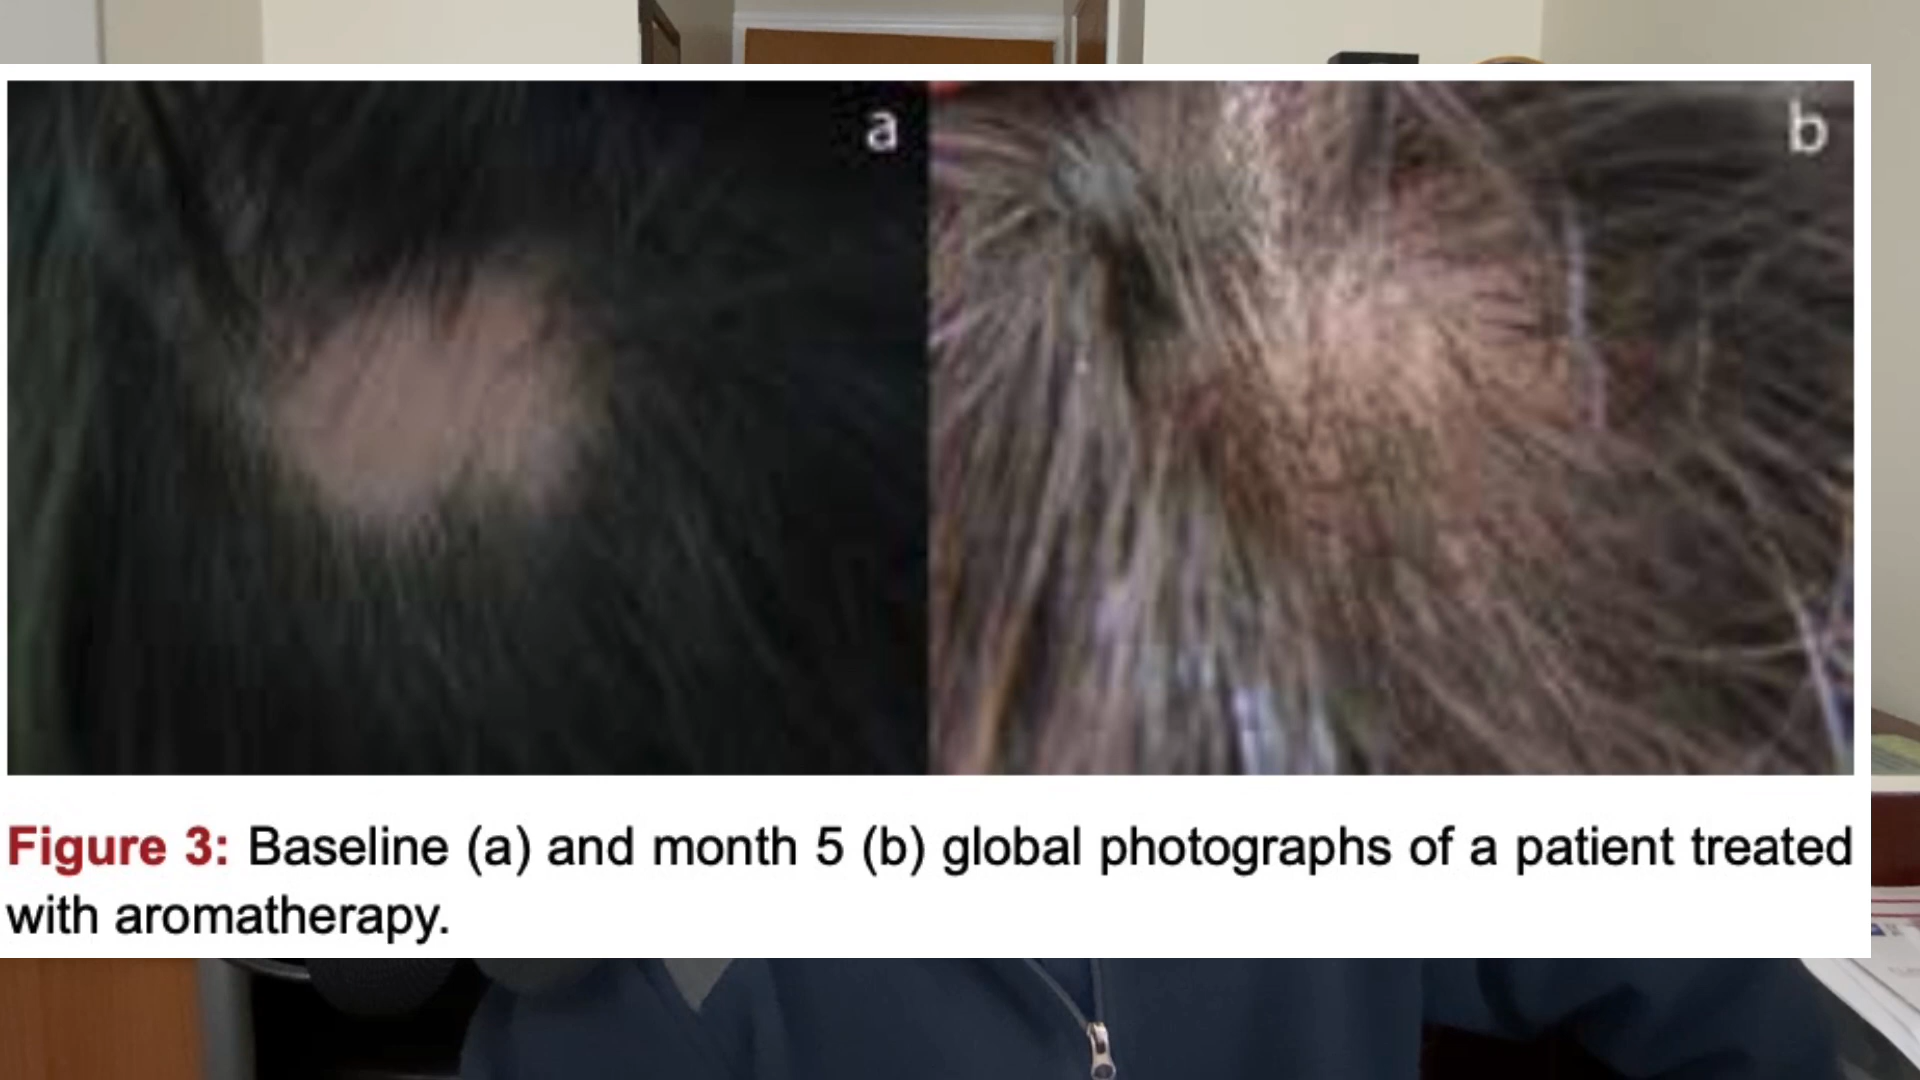 a
b
Figure 3: Baseline (a) and month 5 (b) global photographs of a patient treated
with aromatherapy.